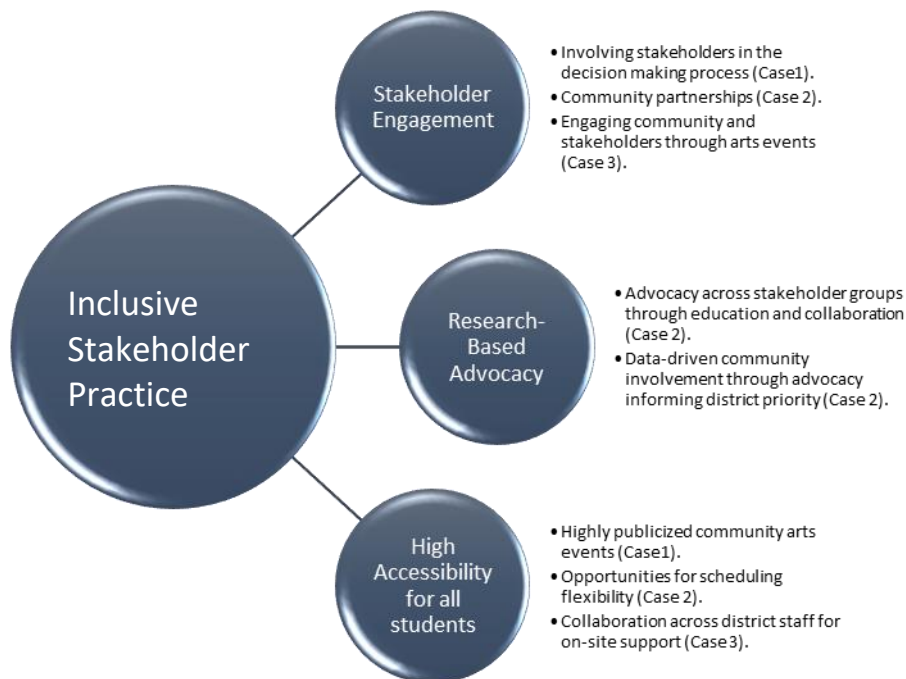 Inclusive
Stakeholder
Practice
Stakeholder
Engagement
• Involving stakeholders in the
decision making process (Case1).
• Community partnerships (Case 2).
• Engaging community and
stakeholders through arts events
(Case 3).
Research-
Based
Advocacy
• Advocacy across stakeholder groups
through education and collaboration
(Case 2).
• Data-driven community
involvement through advocacy
informing district priority (Case 2).
High
Accessibility
for all
students
• Highly publicized community arts
events (Case1).
• Opportunities for scheduling
flexibility (Case 2).
• Collaboration across district staff for
on-site support (Case 3).